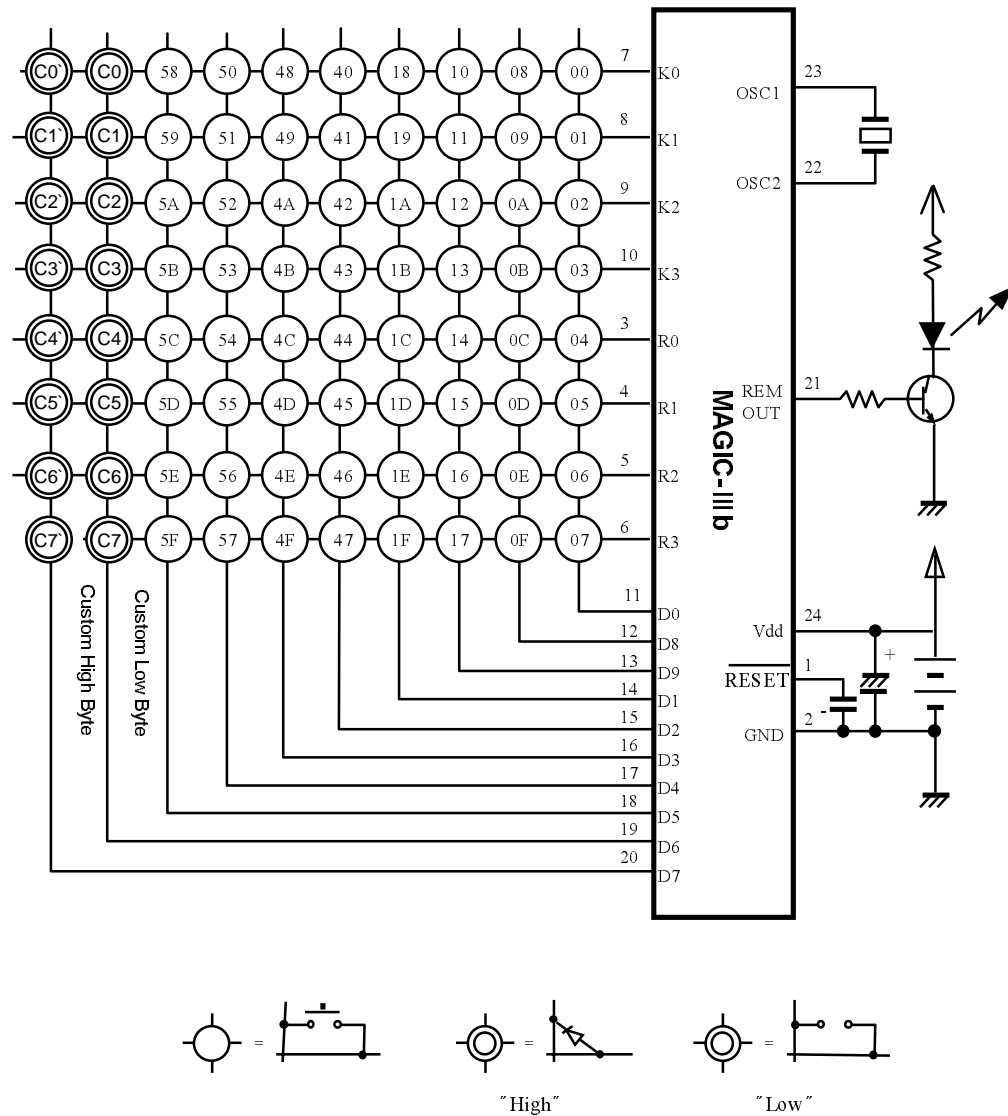 C0` C0 58 50 48 40 18 10 08 00 7 K0
C1` C1 59 51 49 41 19 11 09 01 8 K1
C2` C2 5A 52 4A 42 1A 12 0A 02 9 K2
C3` C3 5B 53 4B 43 1B 13 0B 03 10 K3
C4` C4 5C 54 4C 44 1C 14 0C 04 3 R0
C5` C5 5D 55 4D 45 1D 15 0D 05 4 R1
C6` C6 5E 56 4E 46 1E 16 0E 06 5 R2
C7` C7 5F 57 4F 47 1F 17 0F 07 6 R3
Custom High Byte
Custom Low Byte
11 D0
12 D8
13 D9
14 D1
15 D2
16 D3
17 D4
18 D5
19 D6
20 D7
MAGIC-IIIb
OSC1 23
OSC2 22
REM 21
OUT
Vdd 24
+
RESET 1
-
GND 2
= = =
"High" "Low"